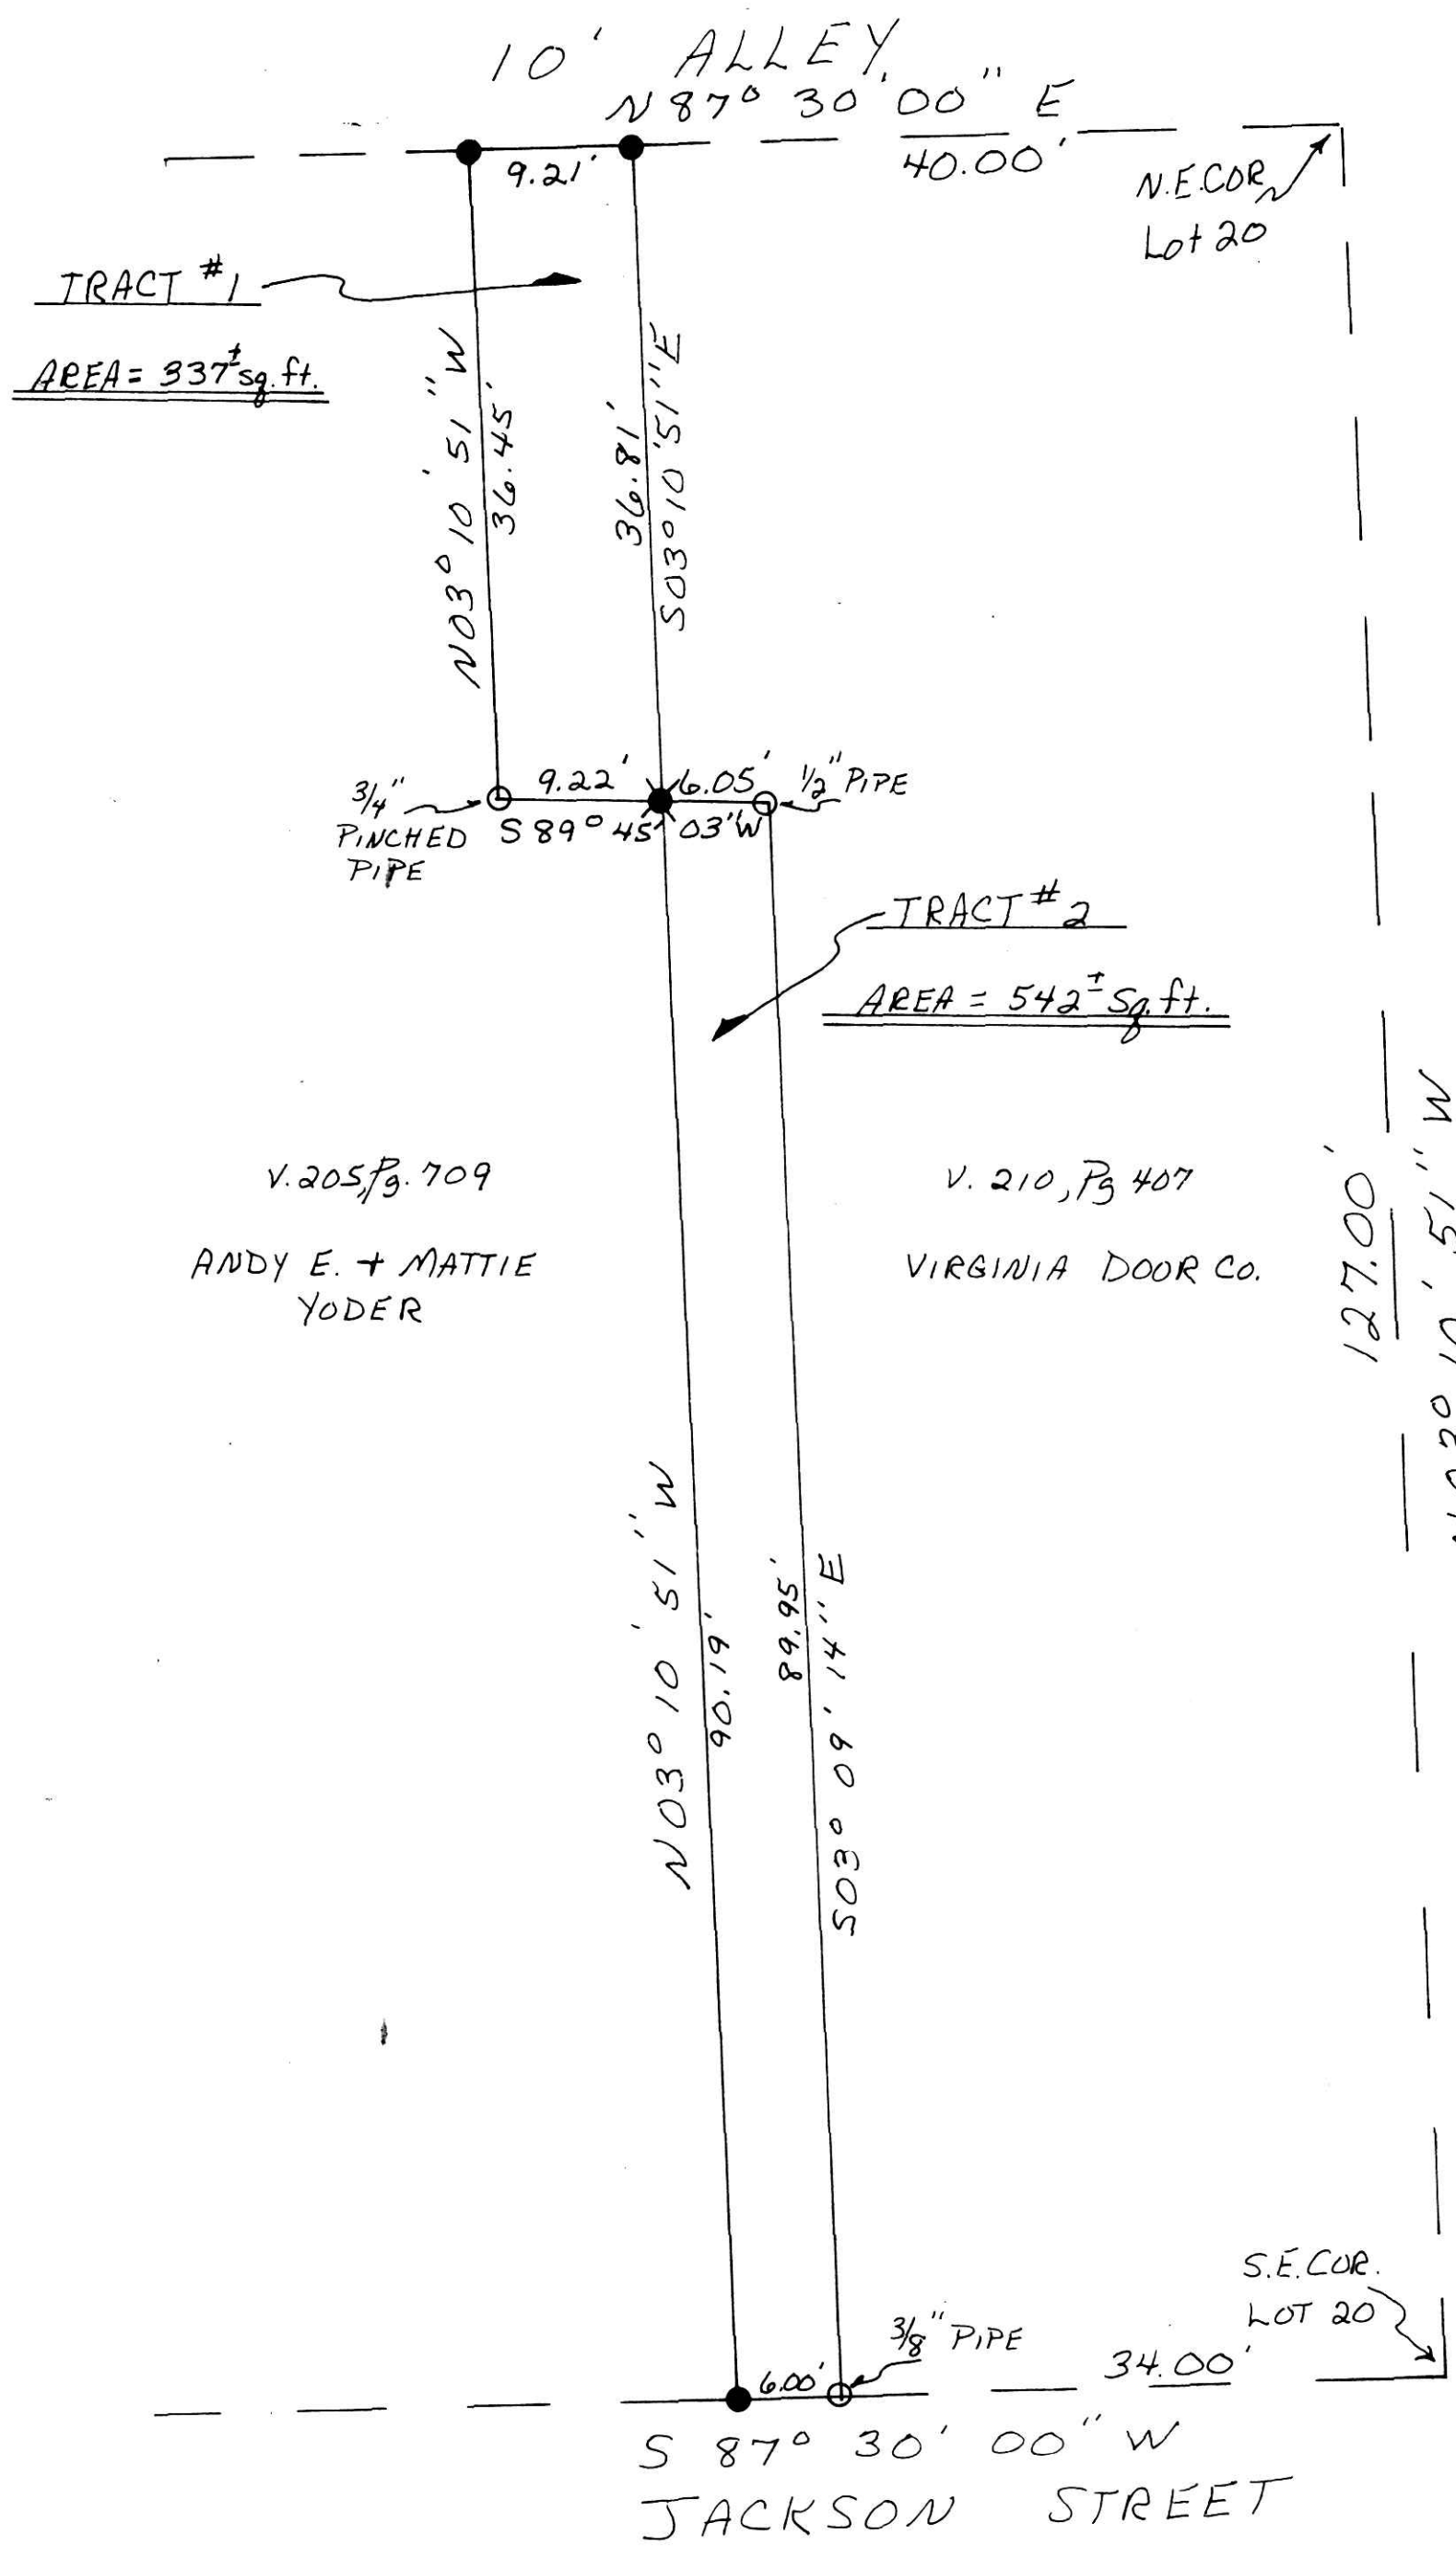 10' ALLEY
N 87° 30' 00" E
9.21'
40.00'
N.E.COR
Lot 20
TRACT #1
AREA = 337± sq. ft.
N03° 10' 51" W
36.45'
36.81'
S03° 10' 51" E
3/4"
PINCHED
PIPE
9.22'
6.05'
1/2" PIPE
S 89° 45' 03' W
TRACT #2
AREA = 542± Sq. ft.
V. 205, Pg. 709
ANDY E. + MATTIE
YODER
V. 210, Pg 407
VIRGINIA DOOR CO.
127.00'
10' 51" W
N03° 10' 51" W
90.19'
89.95'
S03° 09' 14" E
S.E. COR.
LOT 20
3/8" PIPE
6.00'
34.00'
S 87° 30' 00" W
JACKSON STREET